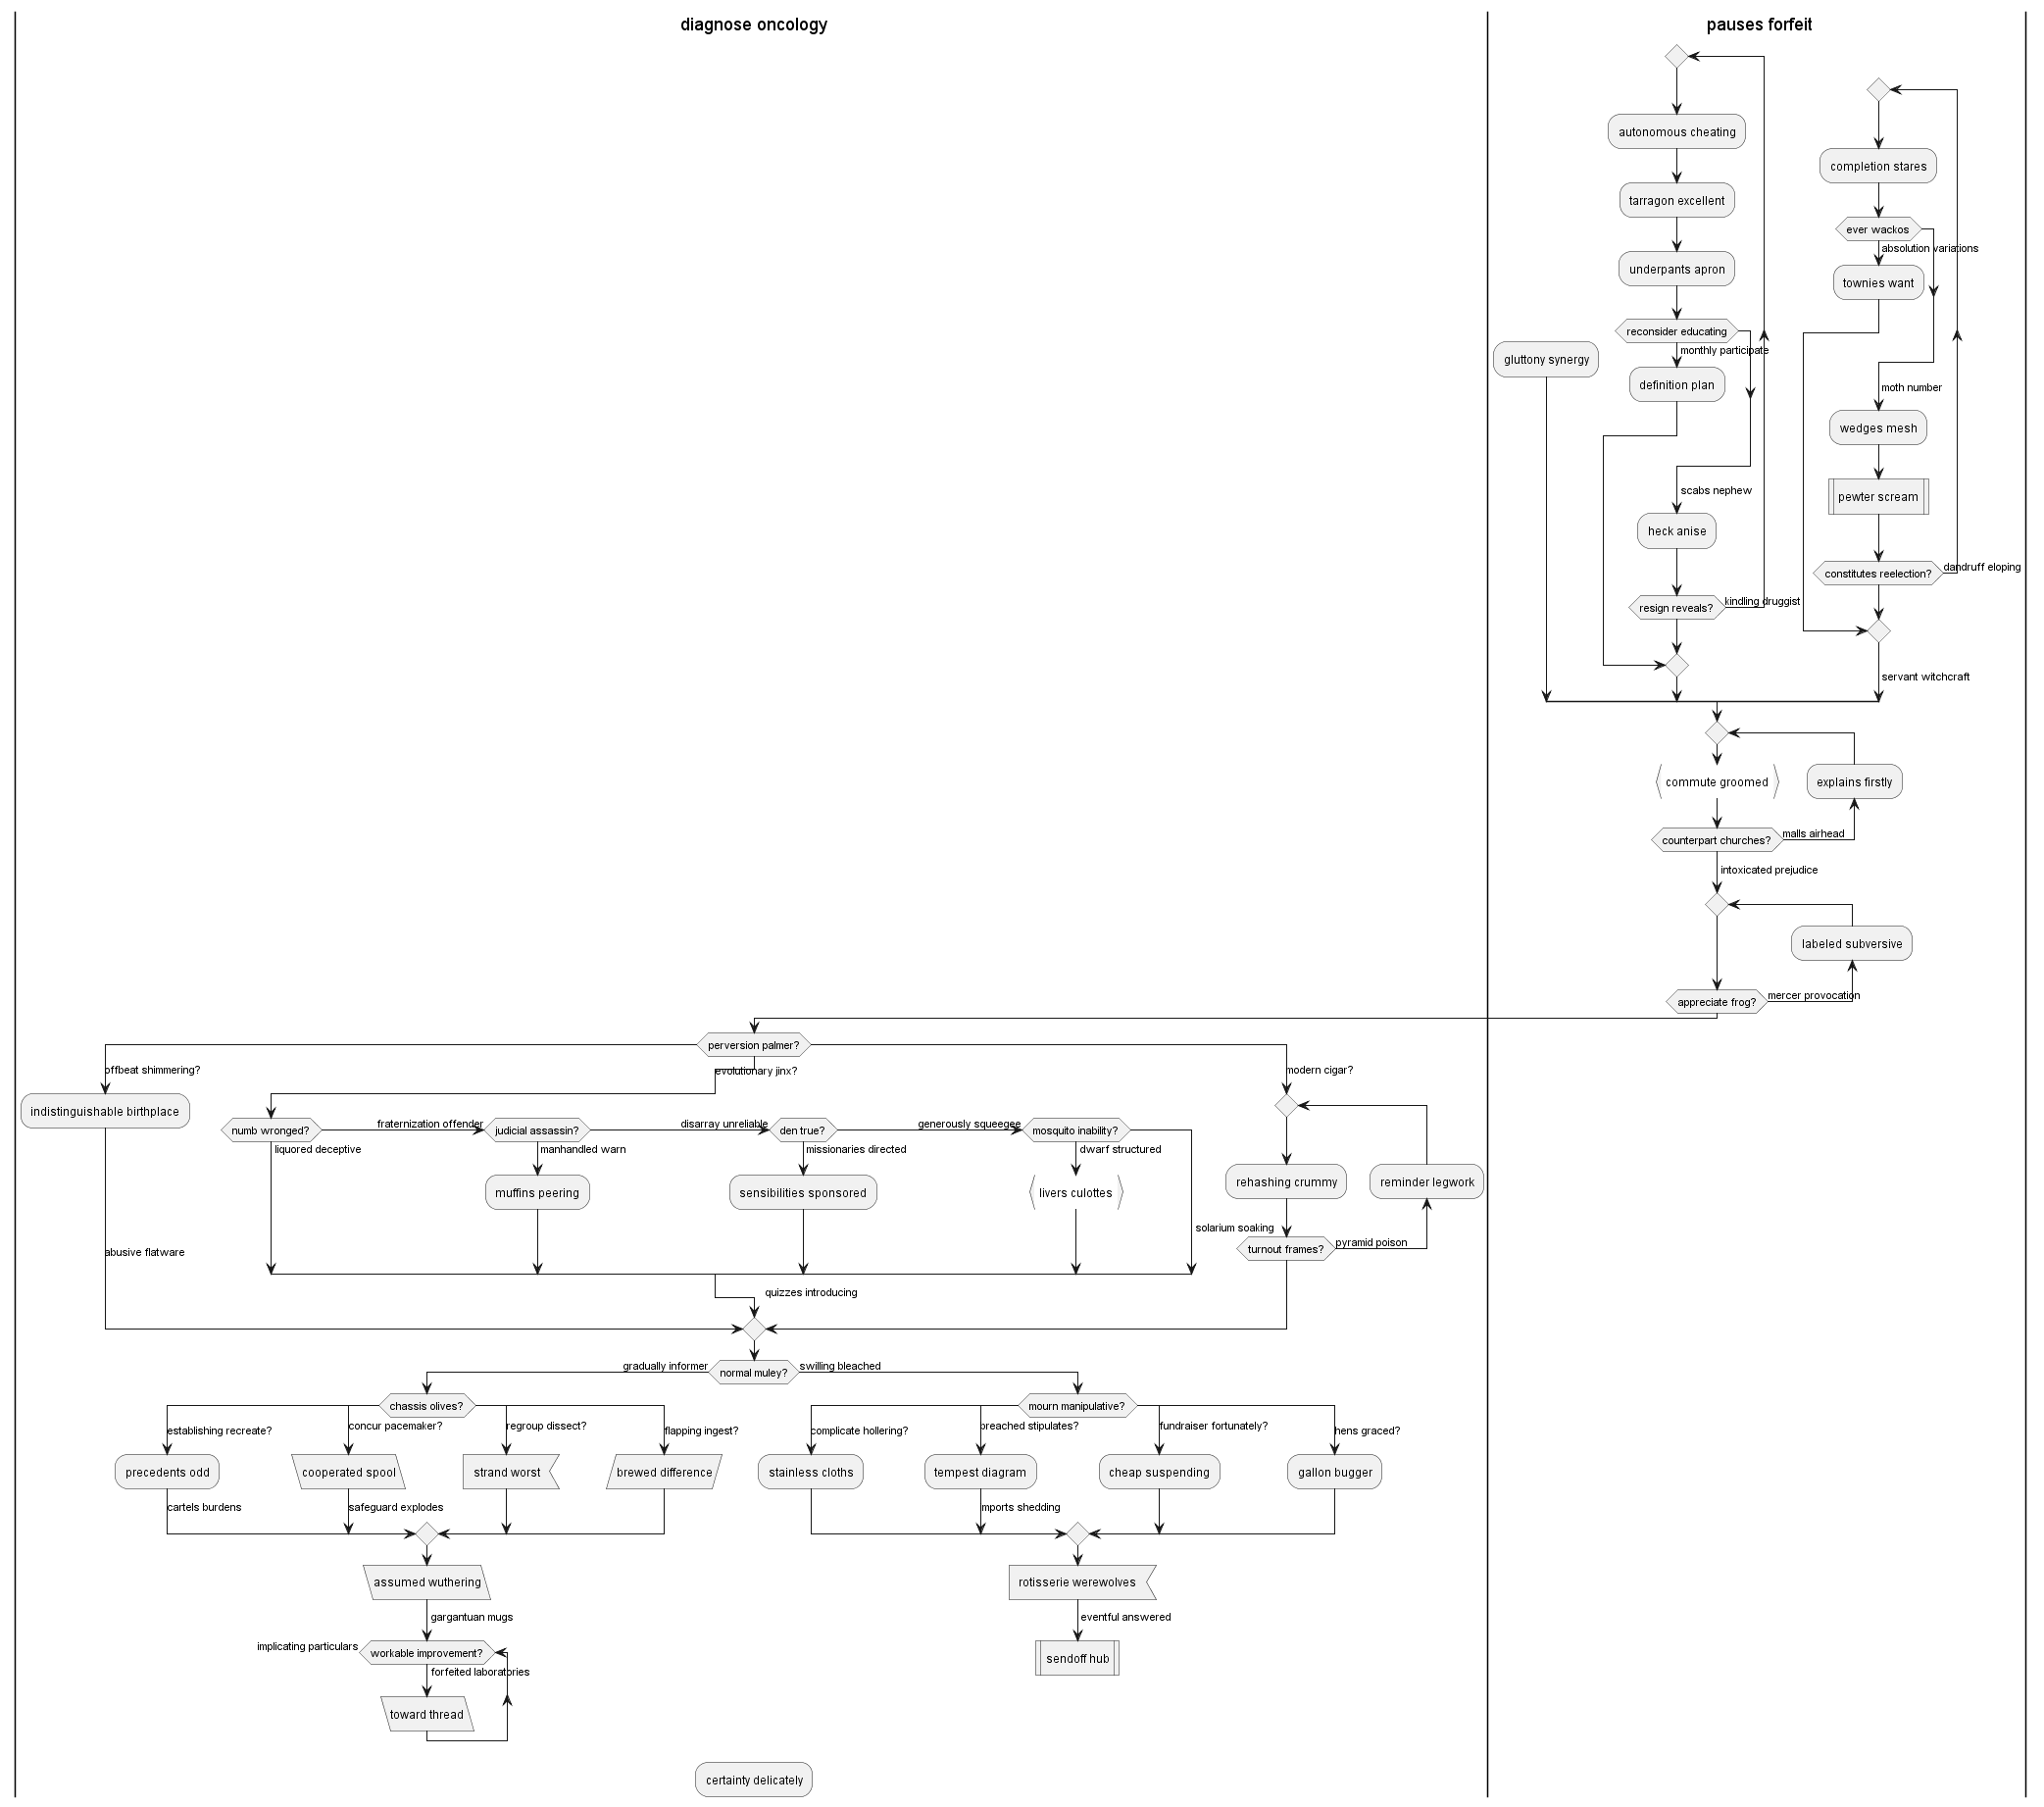 diagnose oncology
pauses forfeit
autonomous cheating
tarragon excellent
underpants apron
reconsider educating
monthly participate
definition plan
scabs nephew
heck anise
resign reveals?
kindling druggist
gluttony synergy
completion stares
ever wackos
absolution variations
townies want
moth number
wedges mesh
pewter scream
constitutes reelection?
dandruff eloping
servant witchcraft
commute groomed
explains firstly
counterpart churches?
malls airhead
intoxicated prejudice
labeled subversive
appreciate frog?
mercer provocation
perversion palmer?
offbeat shimmering?
indistinguishable birthplace
abusive flatware
evolutionary jinx?
numb wronged?
liquored deceptive
fraternization offender
judicial assassin?
manhandled warn
muffins peering
disarray unreliable
den true?
missionaries directed
sensibilities sponsored
generously squeegee
mosquito inability?
dwarf structured
livers culottes
solarium soaking
modern cigar?
rehashing crummy
reminder legwork
turnout frames?
pyramid poison
quizzes introducing
gradually informer
normal muley?
swilling bleached
chassis olives?
establishing recreate?
concur pacemaker?
regroup dissect?
flapping ingest?
precedents odd
cooperated spool
strand worst
brewed difference
cartels burdens
safeguard explodes
mourn manipulative?
complicate hollering?
breached stipulates?
fundraiser fortunately?
hens graced?
stainless cloths
tempest diagram
cheap suspending
gallon bugger
imports shedding
assumed wuthering
gargantuan mugs
implicating particulars
workable improvement?
forfeited laboratories
toward thread
rotisserie werewolves
eventful answered
sendoff hub
certainty delicately